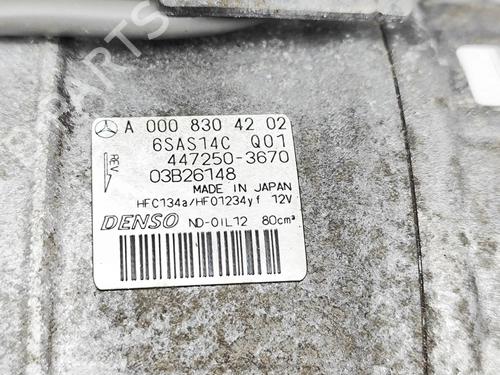 A 000 830 42 02
6SAS14C Q01
447250-3670
REV
03B26148
MADE IN JAPAN
HFC134a/HFO1234yf 12V
DENSO ND-OIL12 80cm³